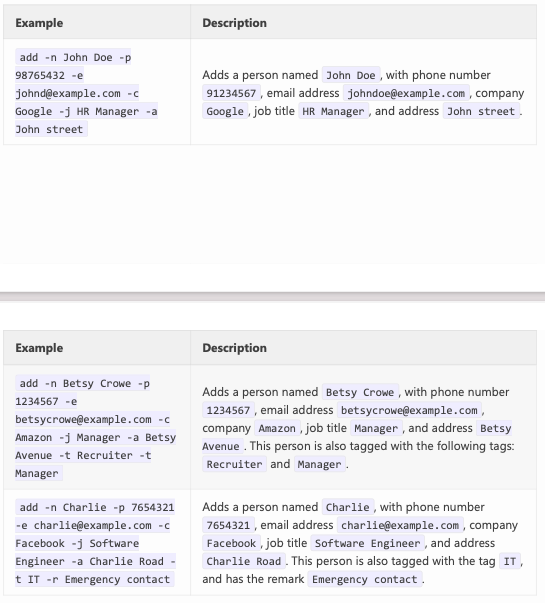 Example Description
add -n John Doe -p
98765432 -e
johnd@example.com -c
Google -j HR Manager -a
John street
Adds a person named John Doe , with phone number
91234567 , email address johndoe@example.com , company
Google , job title HR Manager , and address John street .
Example Description
add -n Betsy Crowe -p
1234567 -e
betsycrowe@example.com -c
Amazon -j Manager -a Betsy
Avenue -t Recruiter -t
Manager
Adds a person named Betsy Crowe , with phone number
1234567 , email address betsycrowe@example.com ,
company Amazon , job title Manager , and address Betsy
Avenue . This person is also tagged with the following tags:
Recruiter and Manager .
add -n Charlie -p 7654321
-e charlie@example.com -c
Facebook -j Software
Engineer -a Charlie Road -
t IT -r Emergency contact
Adds a person named Charlie , with phone number
7654321 , email address charlie@example.com , company
Facebook , job title Software Engineer , and address
Charlie Road . This person is also tagged with the tag IT ,
and has the remark Emergency contact .